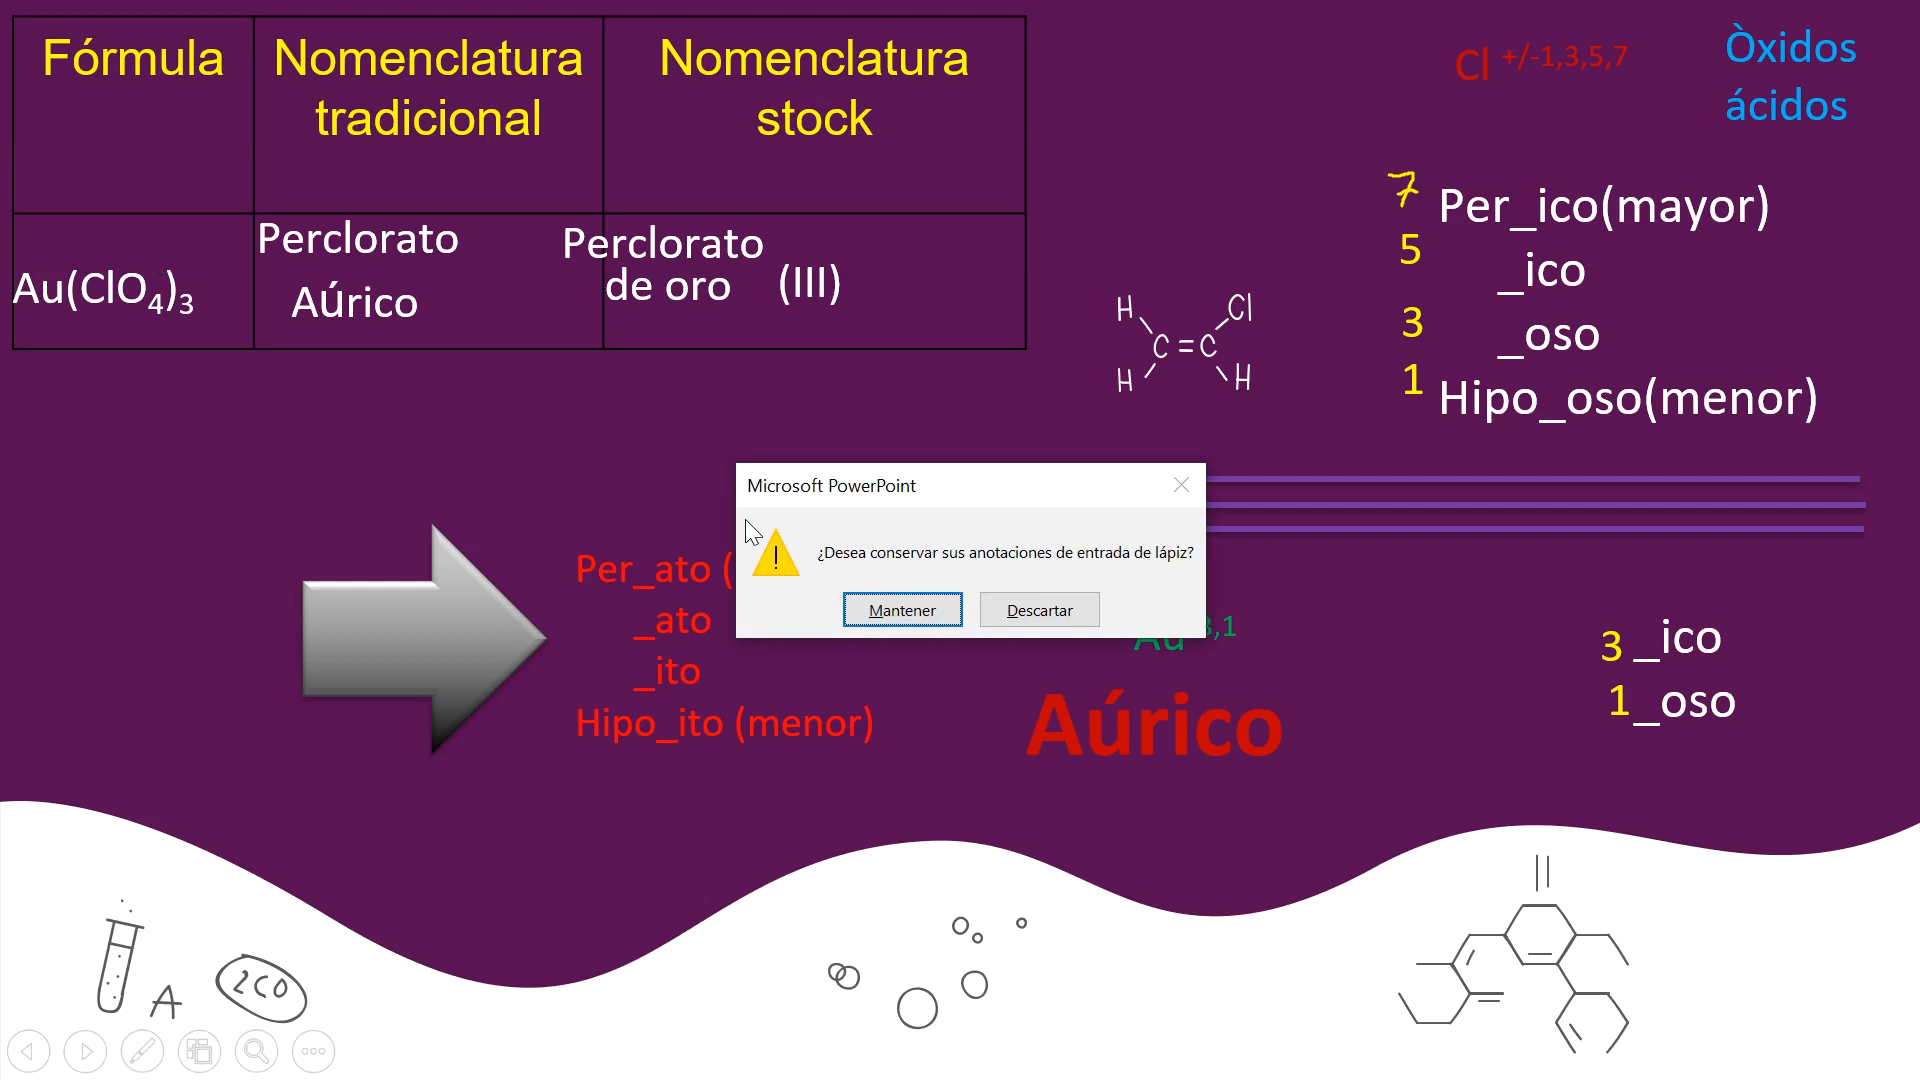 Fórmula
Nomenclatura
tradicional
Nomenclatura
stock
Au(ClO4)3
Perclorato
Aúrico
Perclorato
de oro (III)
Cl +/-1,3,5,7
Òxidos
ácidos
7 Per_ico(mayor)
5 _ico
3 _oso
1 Hipo_oso(menor)
H Cl
C=C
H H
Microsoft PowerPoint
¿Desea conservar sus anotaciones de entrada de lápiz?
Mantener Descartar
Per_ato (
_ato
_ito
Hipo_ito (menor)
Au 3,1
Aúrico
3 _ico
1 _oso
A
2CO